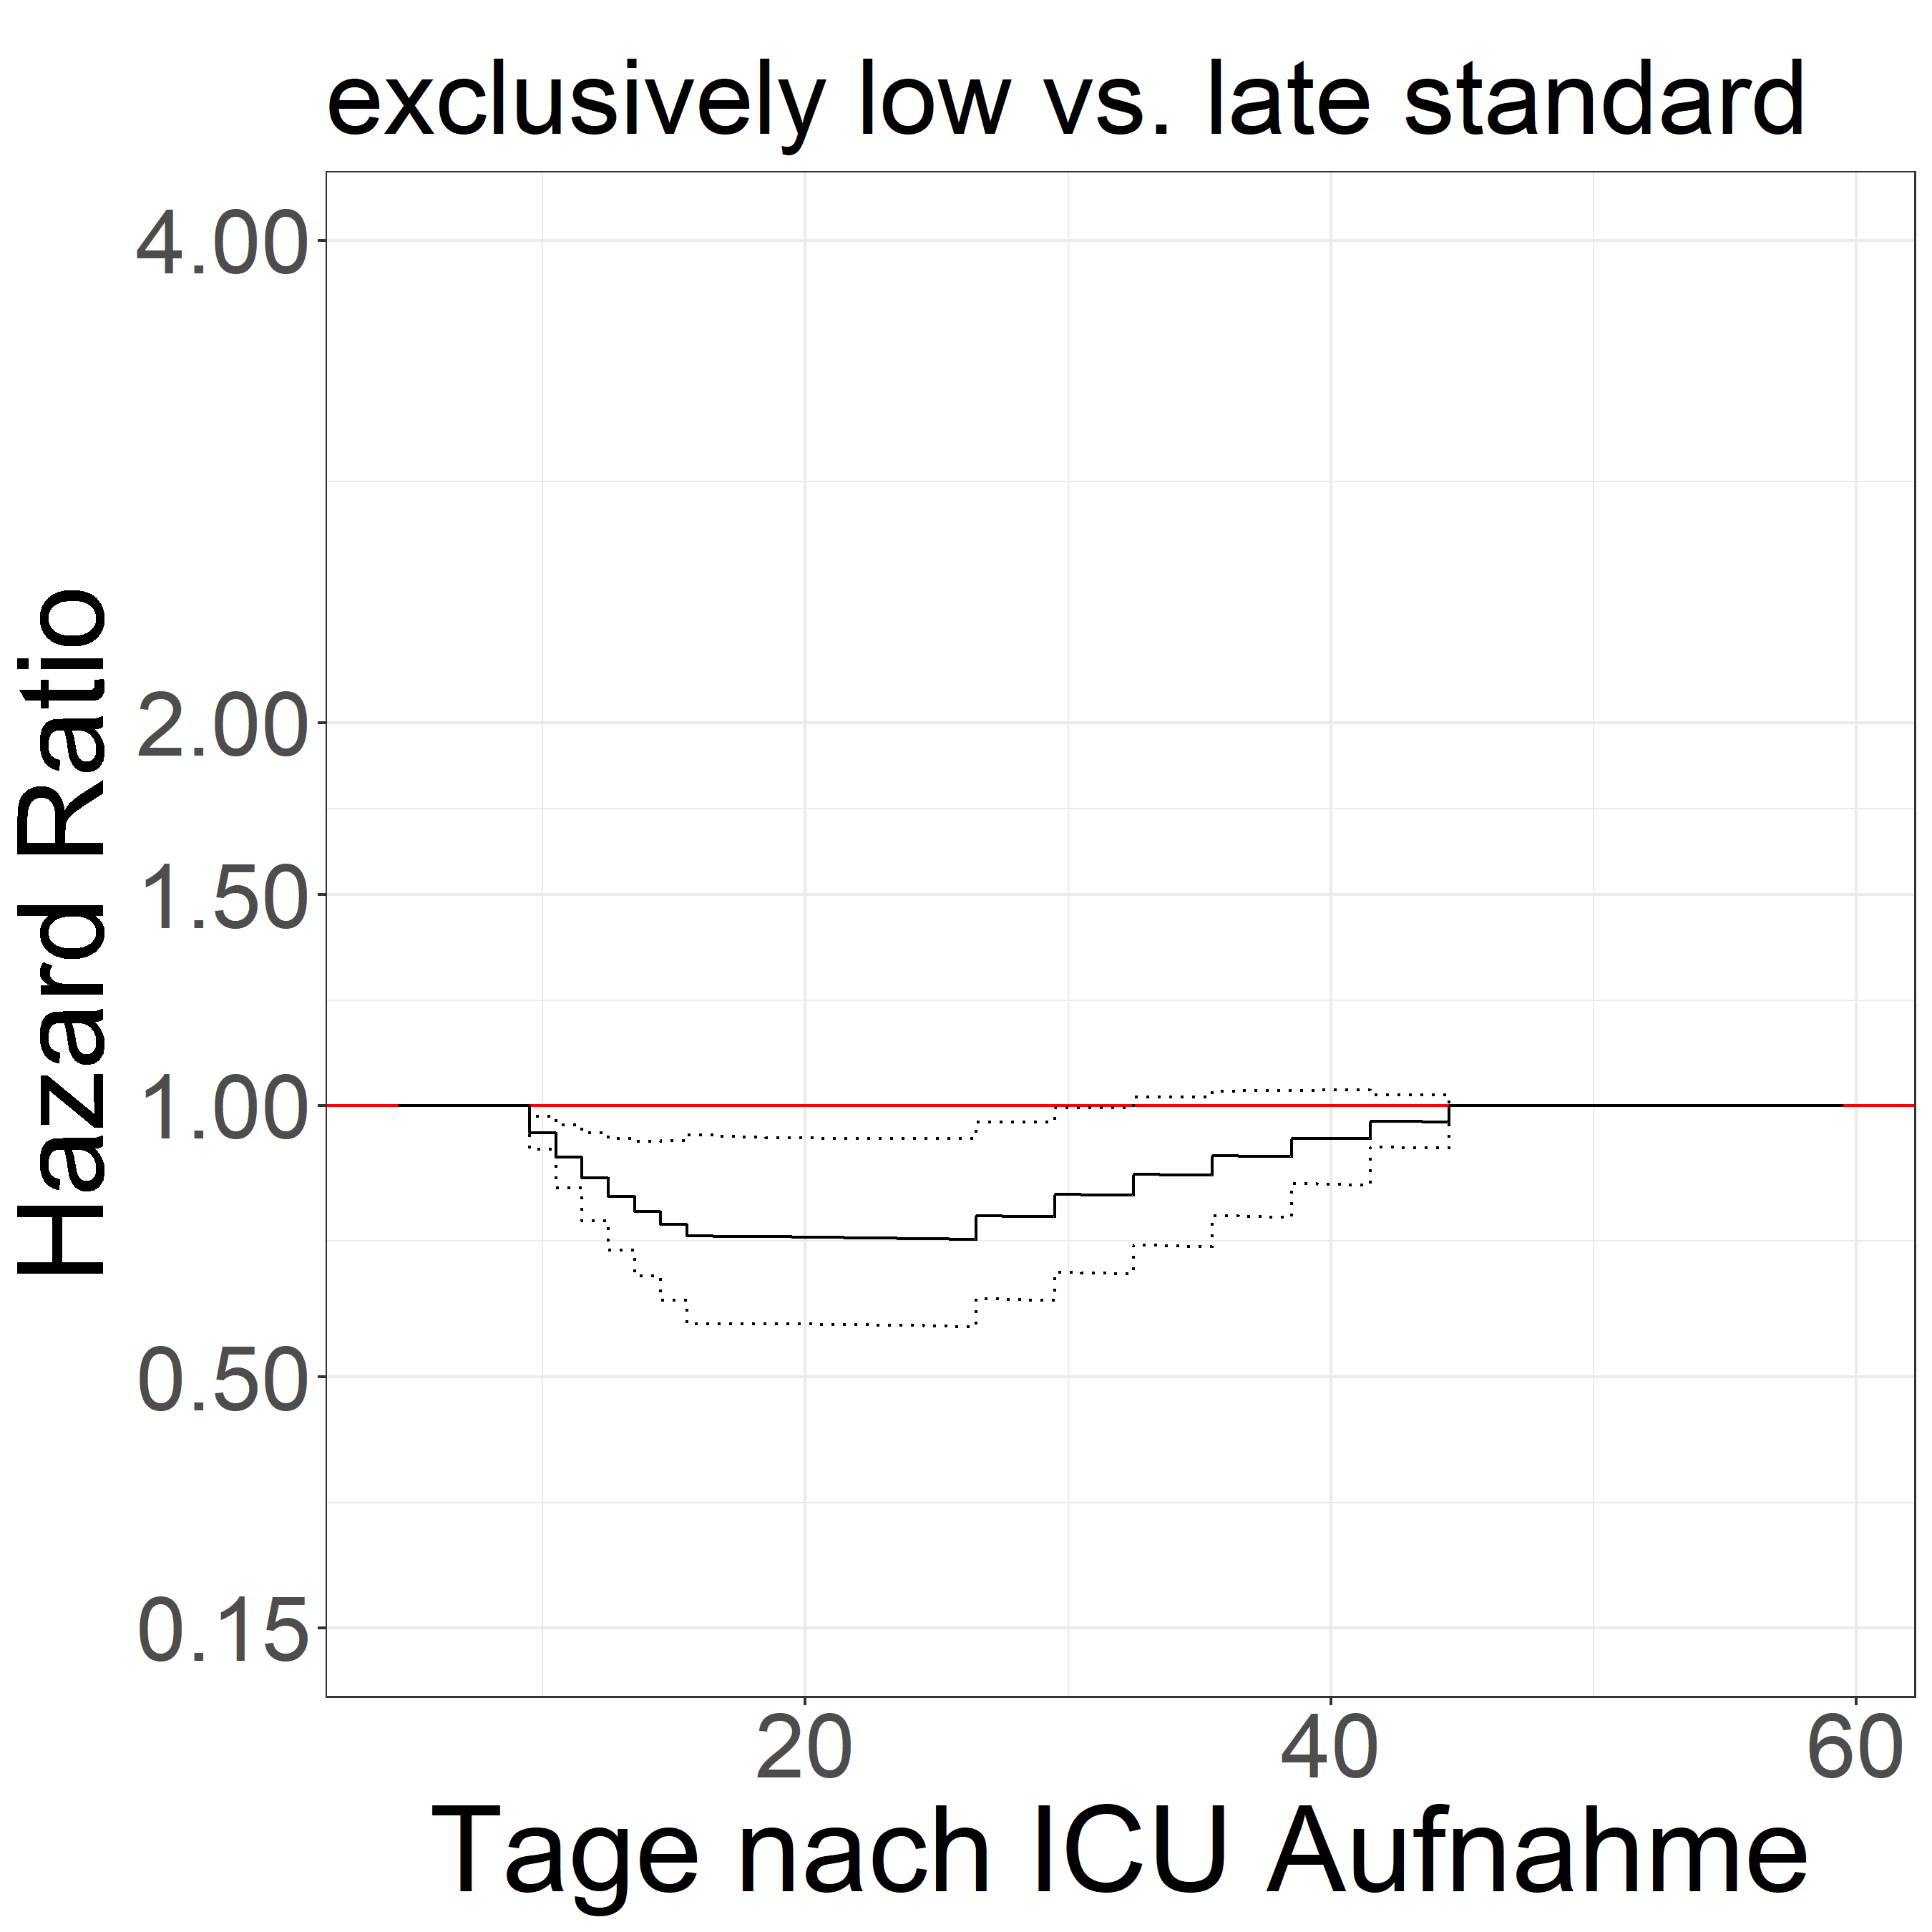 exclusively low vs. late standard
4.00
2.00
1.50
1.00
0.50
0.15
Hazard Ratio
20 40 60
Tage nach ICU Aufnahme